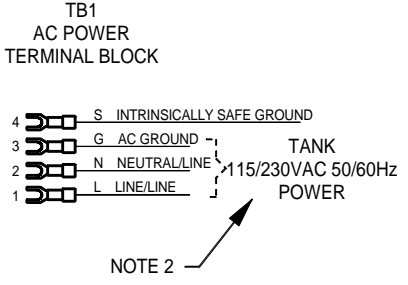 TB1
AC POWER
TERMINAL BLOCK
4 S INTRINSICALLY SAFE GROUND
3 G AC GROUND
2 N NEUTRAL/LINE
1 L LINE/LINE
TANK
115/230VAC 50/60Hz
POWER
NOTE 2